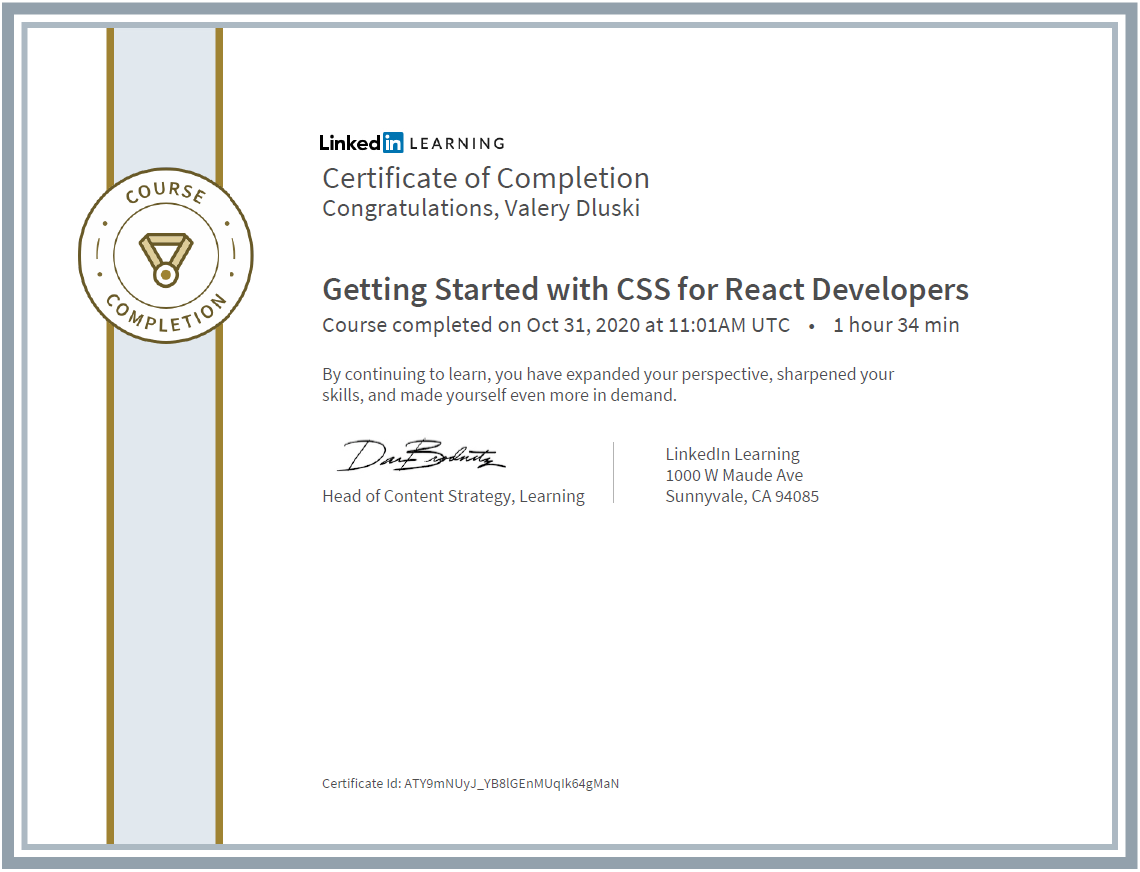 COURSE
COMPLETION
Linkedin LEARNING
Certificate of Completion
Congratulations, Valery Dluski
Getting Started with CSS for React Developers
Course completed on Oct 31, 2020 at 11:01AM UTC • 1 hour 34 min
By continuing to learn, you have expanded your perspective, sharpened your
skills, and made yourself even more in demand.
Head of Content Strategy, Learning
LinkedIn Learning
1000 W Maude Ave
Sunnyvale, CA 94085
Certificate Id: ATY9mNUyJ_YB8lGEnMUqIk64gMaN